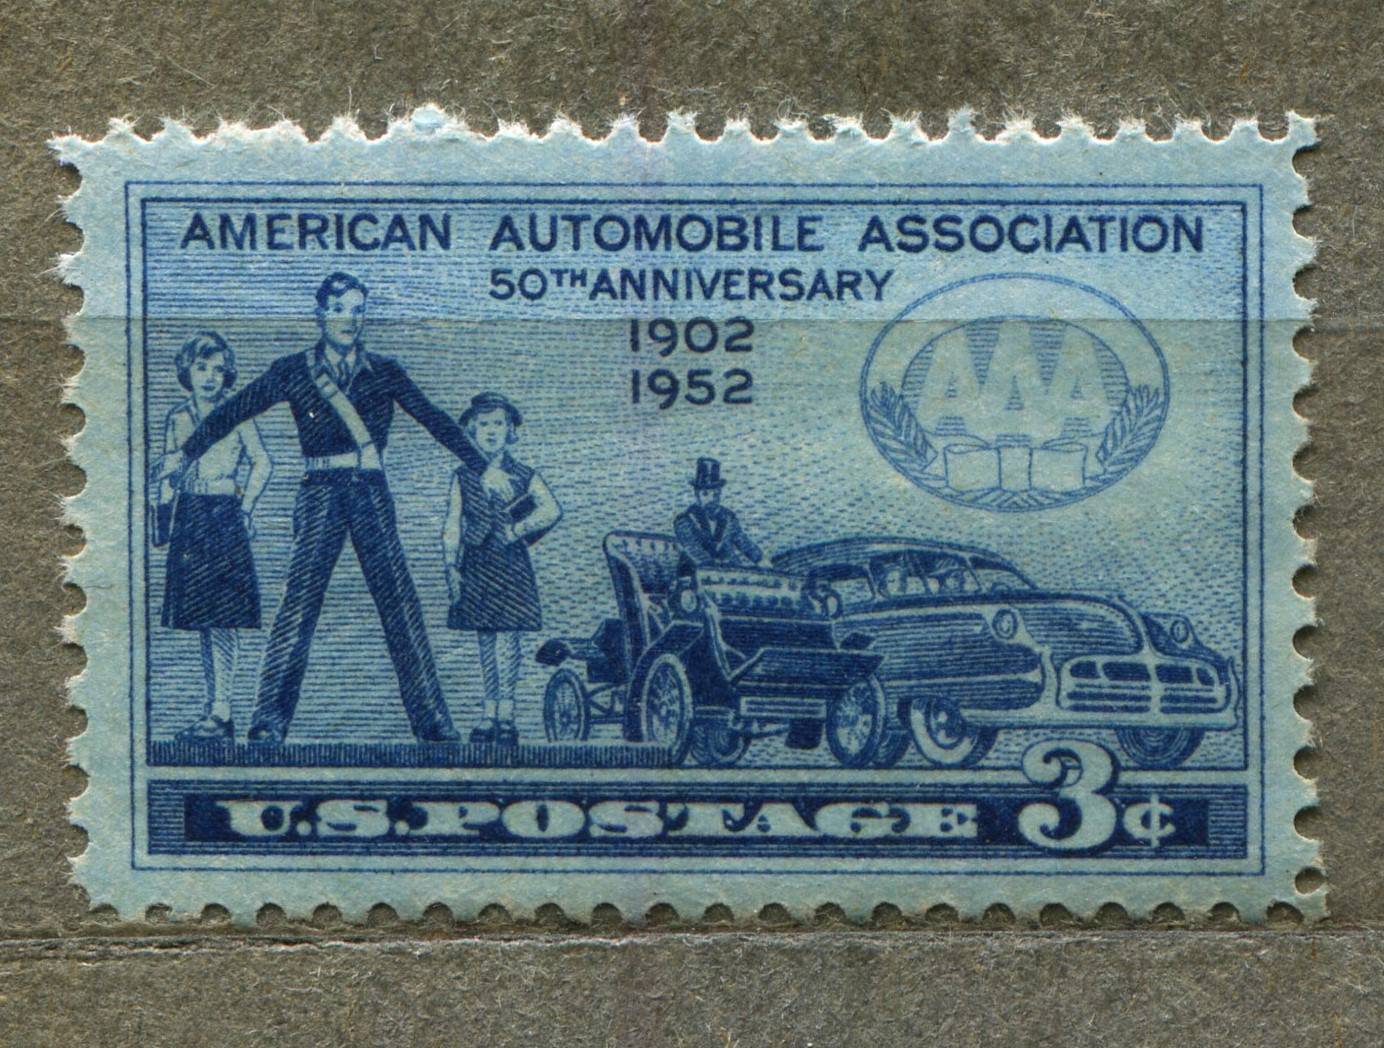 AMERICAN AUTOMOBILE ASSOCIATION
50TH ANNIVERSARY
1902
1952
AAA
U.S. POSTAGE 3¢